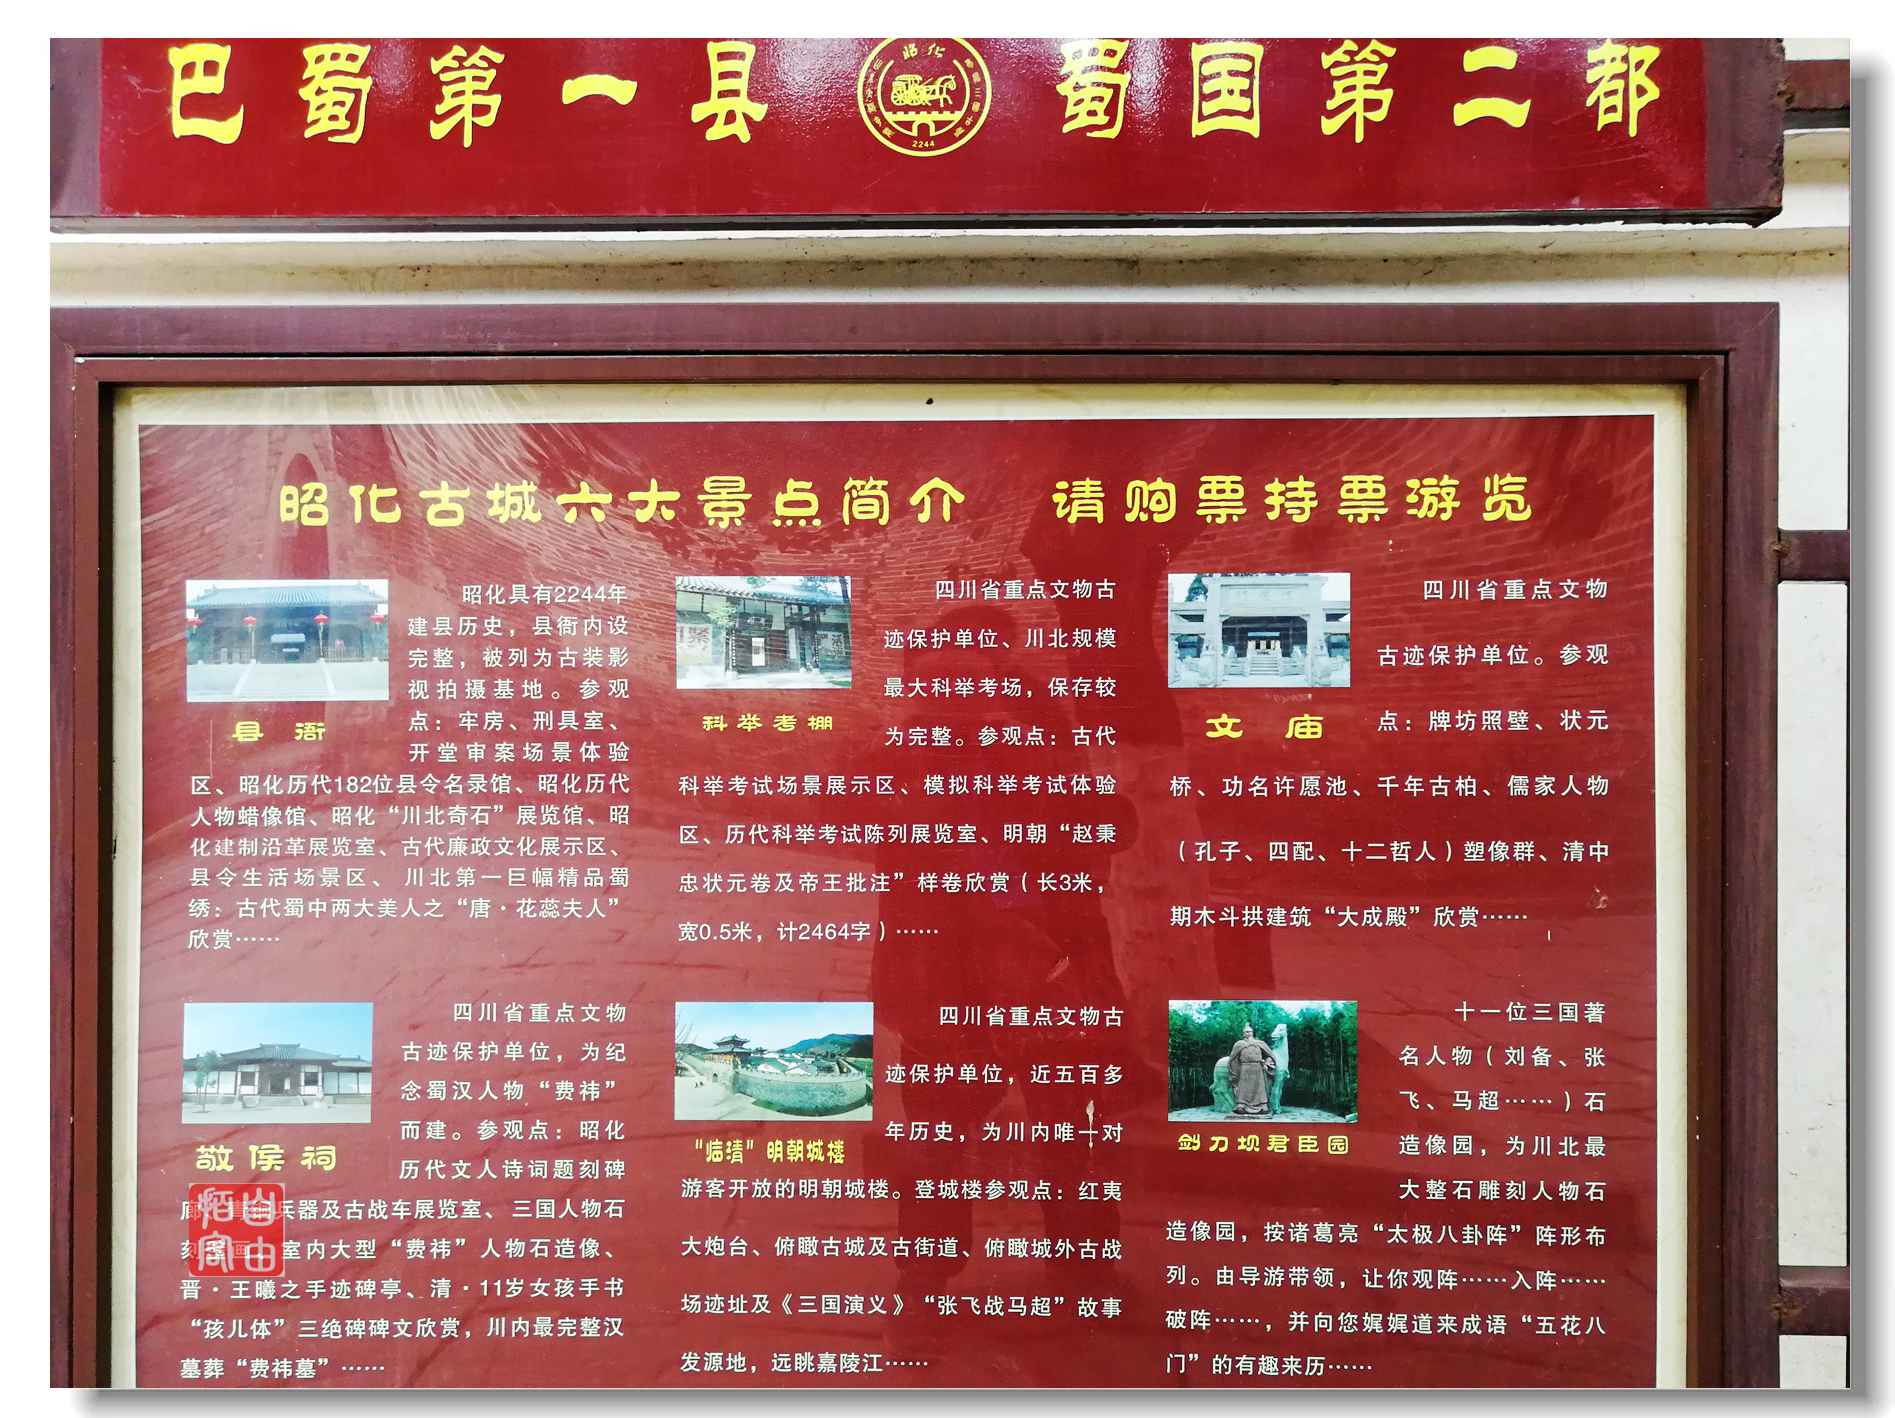 巴蜀第一县 昭化 2244 蜀国第二都
昭化古城六大景点简介 请购票持票游览
昭化具有2244年
建县历史，县衙内设
完整，被列为古装影
视拍摄基地。参观
点：牢房、刑具室、
开堂审案场景体验
区、昭化历代182位县令名录馆、昭化历代
人物蜡像馆、昭化“川北奇石”展览馆、昭
化建制沿革展览室、古代廉政文化展示区、
县令生活场景区、川北第一巨幅精品蜀
绣：古代蜀中两大美人之“唐·花蕊夫人”
欣赏……
县衙
四川省重点文物古
迹保护单位、川北规模
最大科举考场，保存较
为完整。参观点：古代
科举考试场景展示区、模拟科举考试体验
区、历代科举考试陈列展览室、明朝“赵秉
忠状元卷及帝王批注”样卷欣赏（长3米，
宽0.5米，计2464字）……
科举考棚
四川省重点文物
古迹保护单位。参观
点：牌坊照壁、状元
桥、功名许愿池、千年古柏、儒家人物
（孔子、四配、十二哲人）塑像群、清中
期木斗拱建筑“大成殿”欣赏……
文庙
四川省重点文物
古迹保护单位，为纪
念蜀汉人物“费祎”
而建。参观点：昭化
历代文人诗词题刻碑
兵器及古战车展览室、三国人物石
刻 室内大型“费祎”人物石造像、
晋·王曦之手迹碑亭、清·11岁女孩手书
“孩儿体”三绝碑碑文欣赏，川内最完整汉
墓葬“费祎墓”……
敬侯祠
四川省重点文物古
迹保护单位，近五百多
年历史，为川内唯一对
游客开放的明朝城楼。登城楼参观点：红夷
大炮台、俯瞰古城及古街道、俯瞰城外古战
场迹址及《三国演义》“张飞战马超”故事
发源地，远眺嘉陵江……
“临清”明朝城楼
十一位三国著
名人物（刘备、张
飞、马超……）石
造像园，为川北最
大整石雕刻人物石
造像园，按诸葛亮“太极八卦阵”阵形布
列。由导游带领，让你观阵……入阵……
破阵……，并向您娓娓道来成语“五花八
门”的有趣来历……
剑刀坝君臣园